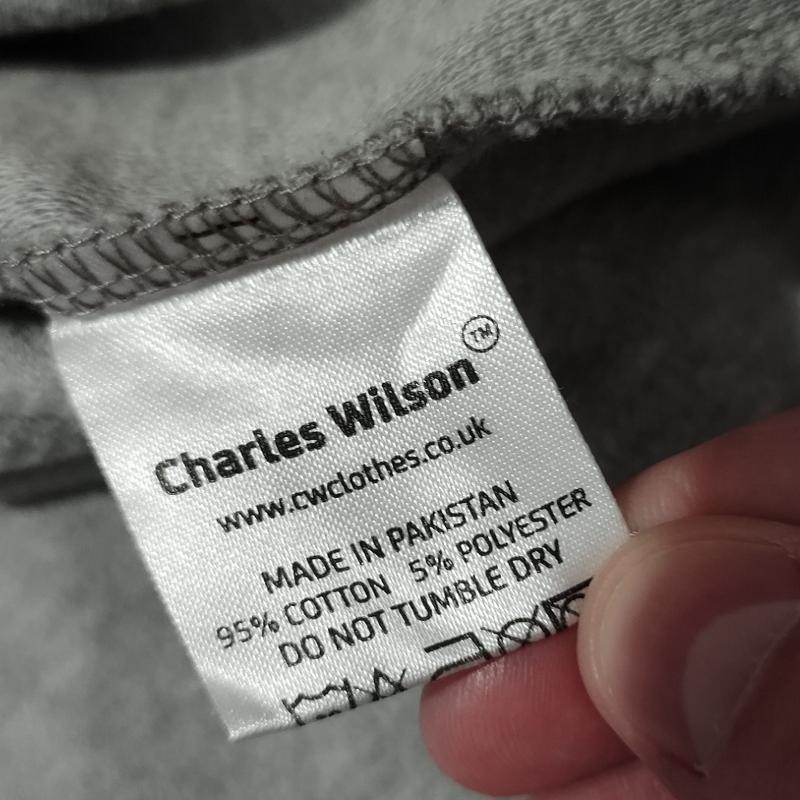 Charles Wilson™
www.cwclothes.co.uk
MADE IN PAKISTAN
95% COTTON 5% POLYESTER
DO NOT TUMBLE DRY